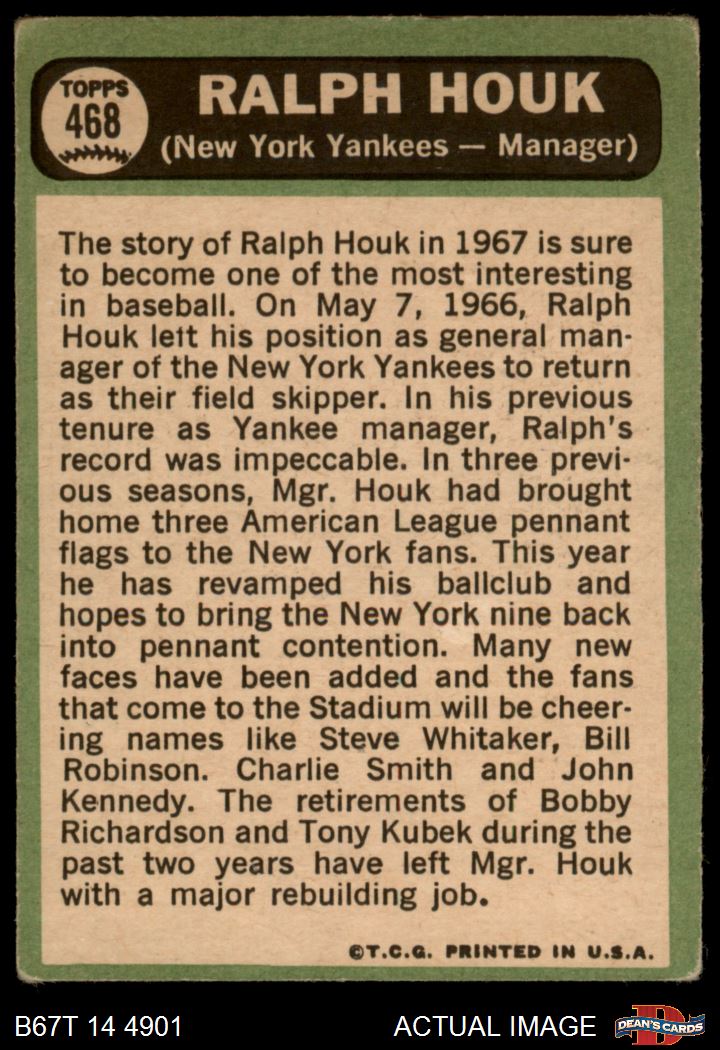 TOPPS
468
RALPH HOUK
(New York Yankees — Manager)
The story of Ralph Houk in 1967 is sure
to become one of the most interesting
in baseball. On May 7, 1966, Ralph
Houk left his position as general man-
ager of the New York Yankees to return
as their field skipper. In his previous
tenure as Yankee manager, Ralph's
record was impeccable. In three previ-
ous seasons, Mgr. Houk had brought
home three American League pennant
flags to the New York fans. This year
he has revamped his ballclub and
hopes to bring the New York nine back
into pennant contention. Many new
faces have been added and the fans
that come to the Stadium will be cheer-
ing names like Steve Whitaker, Bill
Robinson. Charlie Smith and John
Kennedy. The retirements of Bobby
Richardson and Tony Kubek during the
past two years have left Mgr. Houk
with a major rebuilding job.
©T.C.G. PRINTED IN U.S.A.
B67T 14 4901
ACTUAL IMAGE
D
DEAN'S CARDS